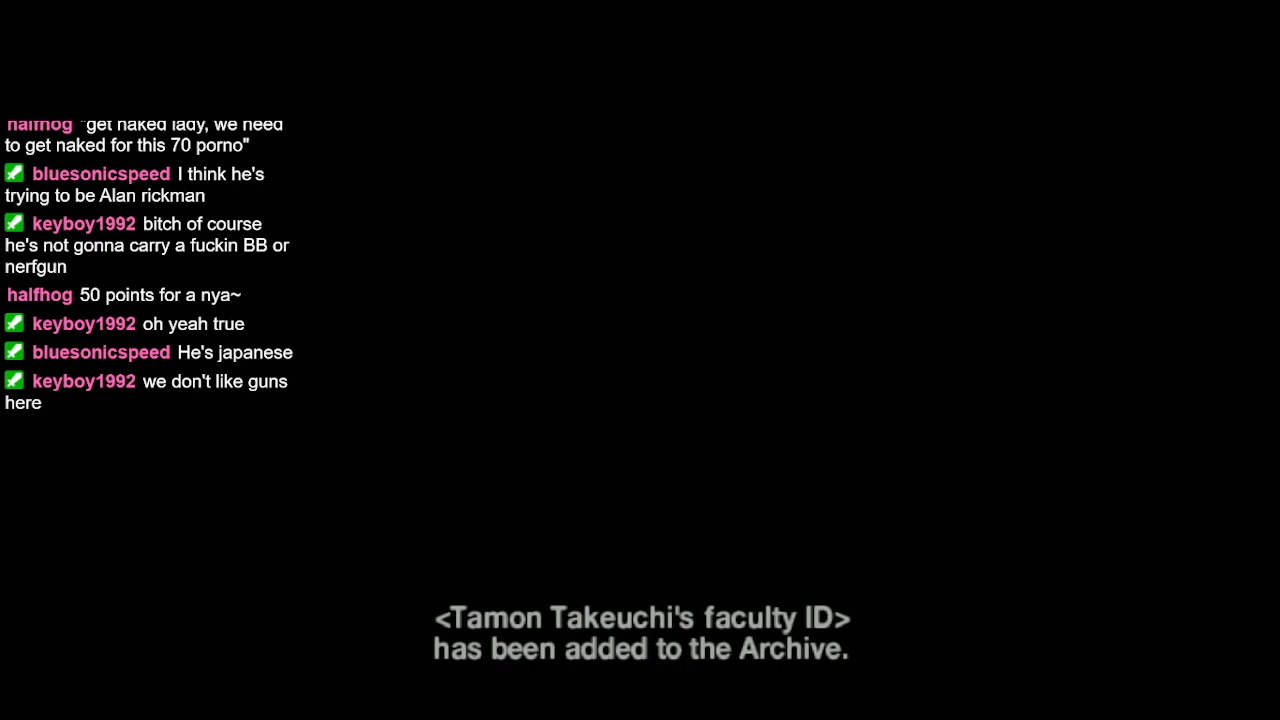 halfhog "get naked lady, we need
to get naked for this 70 porno"
bluesonicspeed I think he's
trying to be Alan rickman
keyboy1992 bitch of course
he's not gonna carry a fuckin BB or
nerfgun
halfhog 50 points for a nya~
keyboy1992 oh yeah true
bluesonicspeed He's japanese
keyboy1992 we don't like guns
here
<Tamon Takeuchi's faculty ID>
has been added to the Archive.